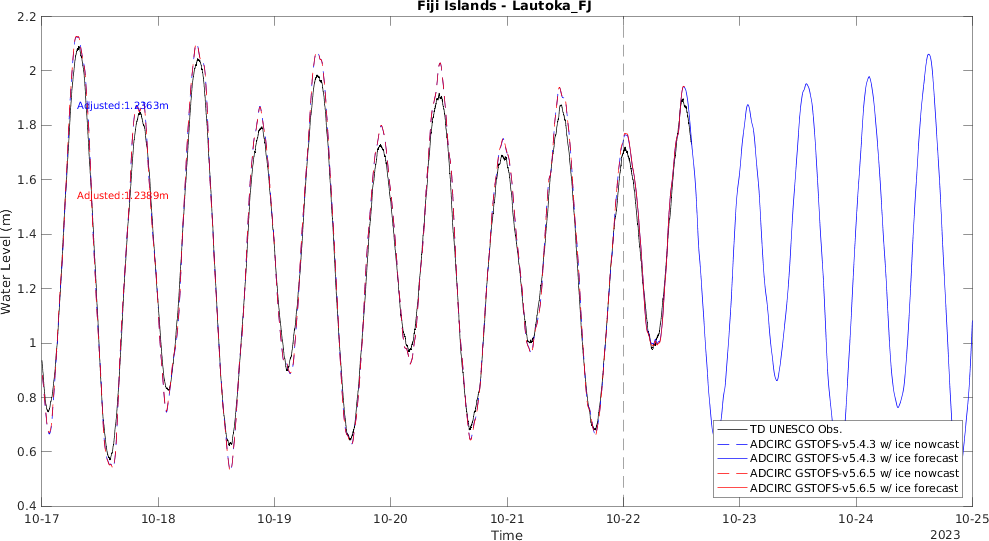 Fiji Islands - Lautoka_FJ
2.2
2
1.8
1.6
1.4
1.2
1
0.8
0.6
0.4
Water Level (m)
Adjusted:1.2363m
Adjusted:1.2389m
TD UNESCO Obs.
ADCIRC GSTOFS-v5.4.3 w/ ice nowcast
ADCIRC GSTOFS-v5.4.3 w/ ice forecast
ADCIRC GSTOFS-v5.6.5 w/ ice nowcast
ADCIRC GSTOFS-v5.6.5 w/ ice forecast
10-17 10-18 10-19 10-20 10-21 10-22 10-23 10-24 10-25
Time
2023